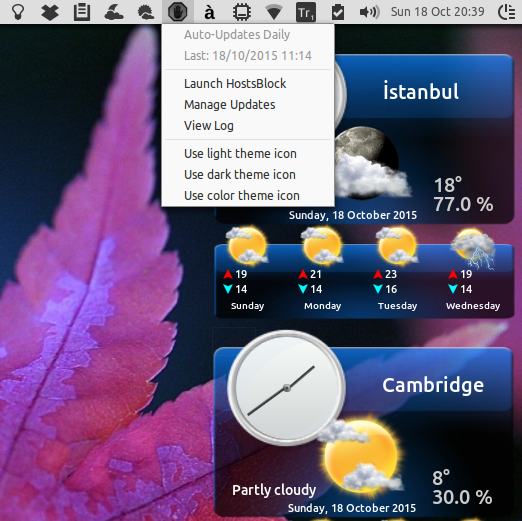 à
Tr1
Sun 18 Oct 20:39
Auto-Updates Daily
Last: 18/10/2015 11:14
Launch HostsBlock
Manage Updates
View Log
Use light theme icon
Use dark theme icon
Use color theme icon
İstanbul
18°
77.0 %
Sunday, 18 October 2015
19
14
Sunday
21
14
Monday
23
16
Tuesday
19
14
Wednesday
Cambridge
Partly cloudy
8°
30.0 %
Sunday, 18 October 2015